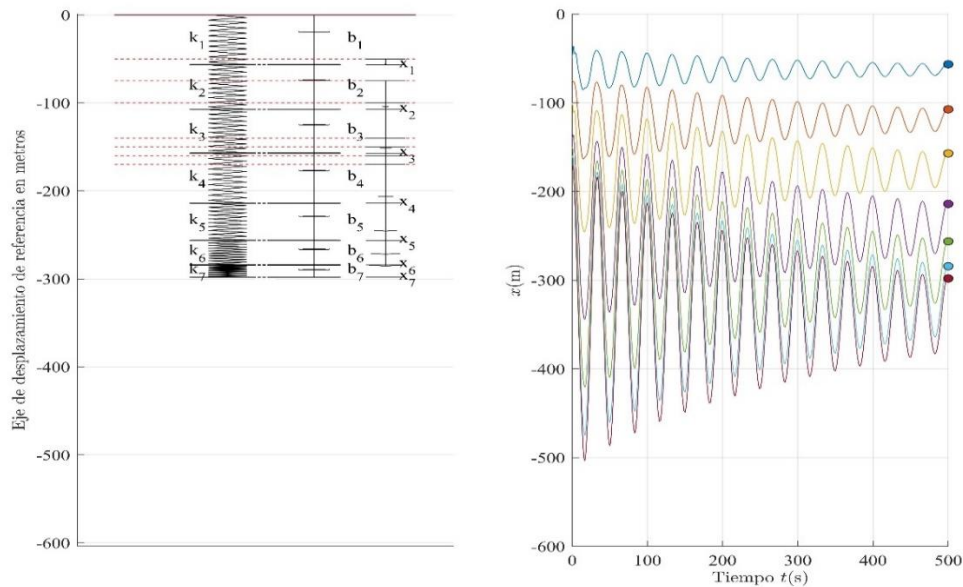 Eje de desplazamiento de referencia en metros
0
-100
-200
-300
-400
-500
-600
k1
k2
k3
k4
k5
k6
k7
b1
b2
b3
b4
b5
b6
b7
x1
x2
x3
x4
x5
x6
x7
x(m)
0
-100
-200
-300
-400
-500
-600
0 100 200 300 400 500
Tiempo t(s)